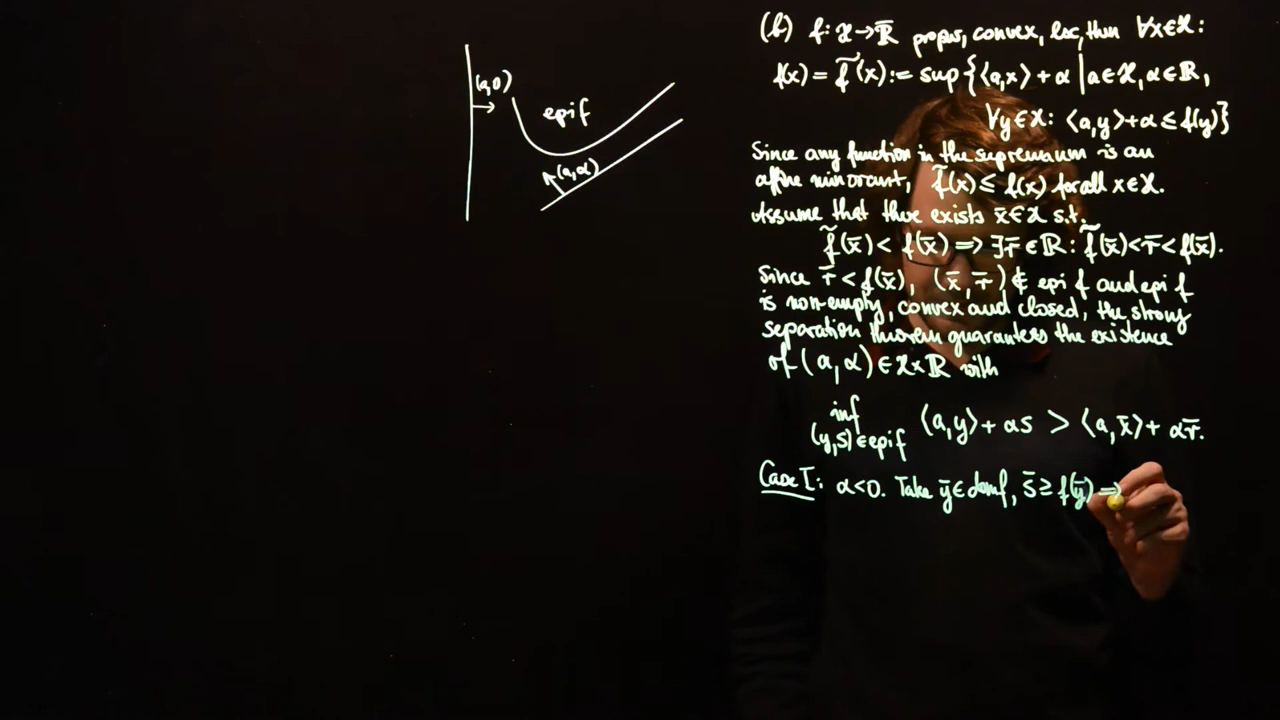 (a,0)
epi f
(a,α)
(b) f: 𝒳→ℝ̄ proper, convex, lsc, then ∀x∈𝒳:
f(x) = f̃(x) := sup{⟨a,x⟩ + α | a∈𝒳, α∈ℝ,
∀y∈𝒳: ⟨a,y⟩+α ≤ f(y)}
Since any function in the supremum is an
affine minorant, f̃(x) ≤ f(x) for all x∈𝒳.
Assume that there exists x̄∈𝒳 s.t.
f̃(x̄) < f(x̄) ⟹ ∃r̄∈ℝ: f̃(x̄)<r̄<f(x̄).
Since r̄ < f(x̄), (x̄, r̄) ∉ epi f and epi f
is non-empty, convex and closed, the strong
separation theorem guarantees the existence
of (a, α) ∈ 𝒳×ℝ with
inf (y,s)∈epi f ⟨a,y⟩ + αs > ⟨a,x̄⟩ + αr̄.
Case I: α<0. Take ȳ∈dom f, s̄ ≥ f(ȳ) ⟹